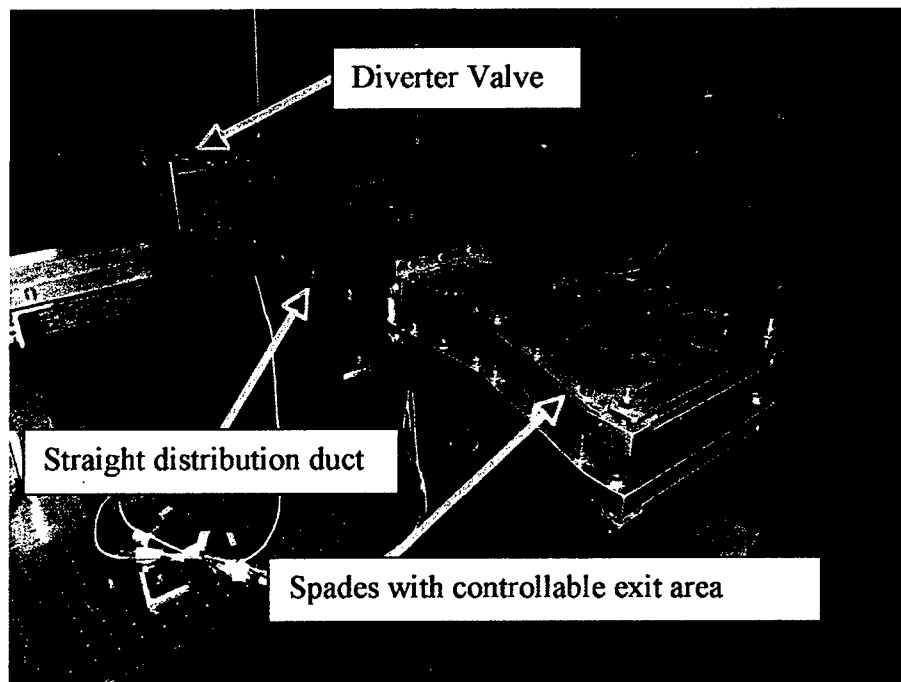 Diverter Valve
Straight distribution duct
Spades with controllable exit area